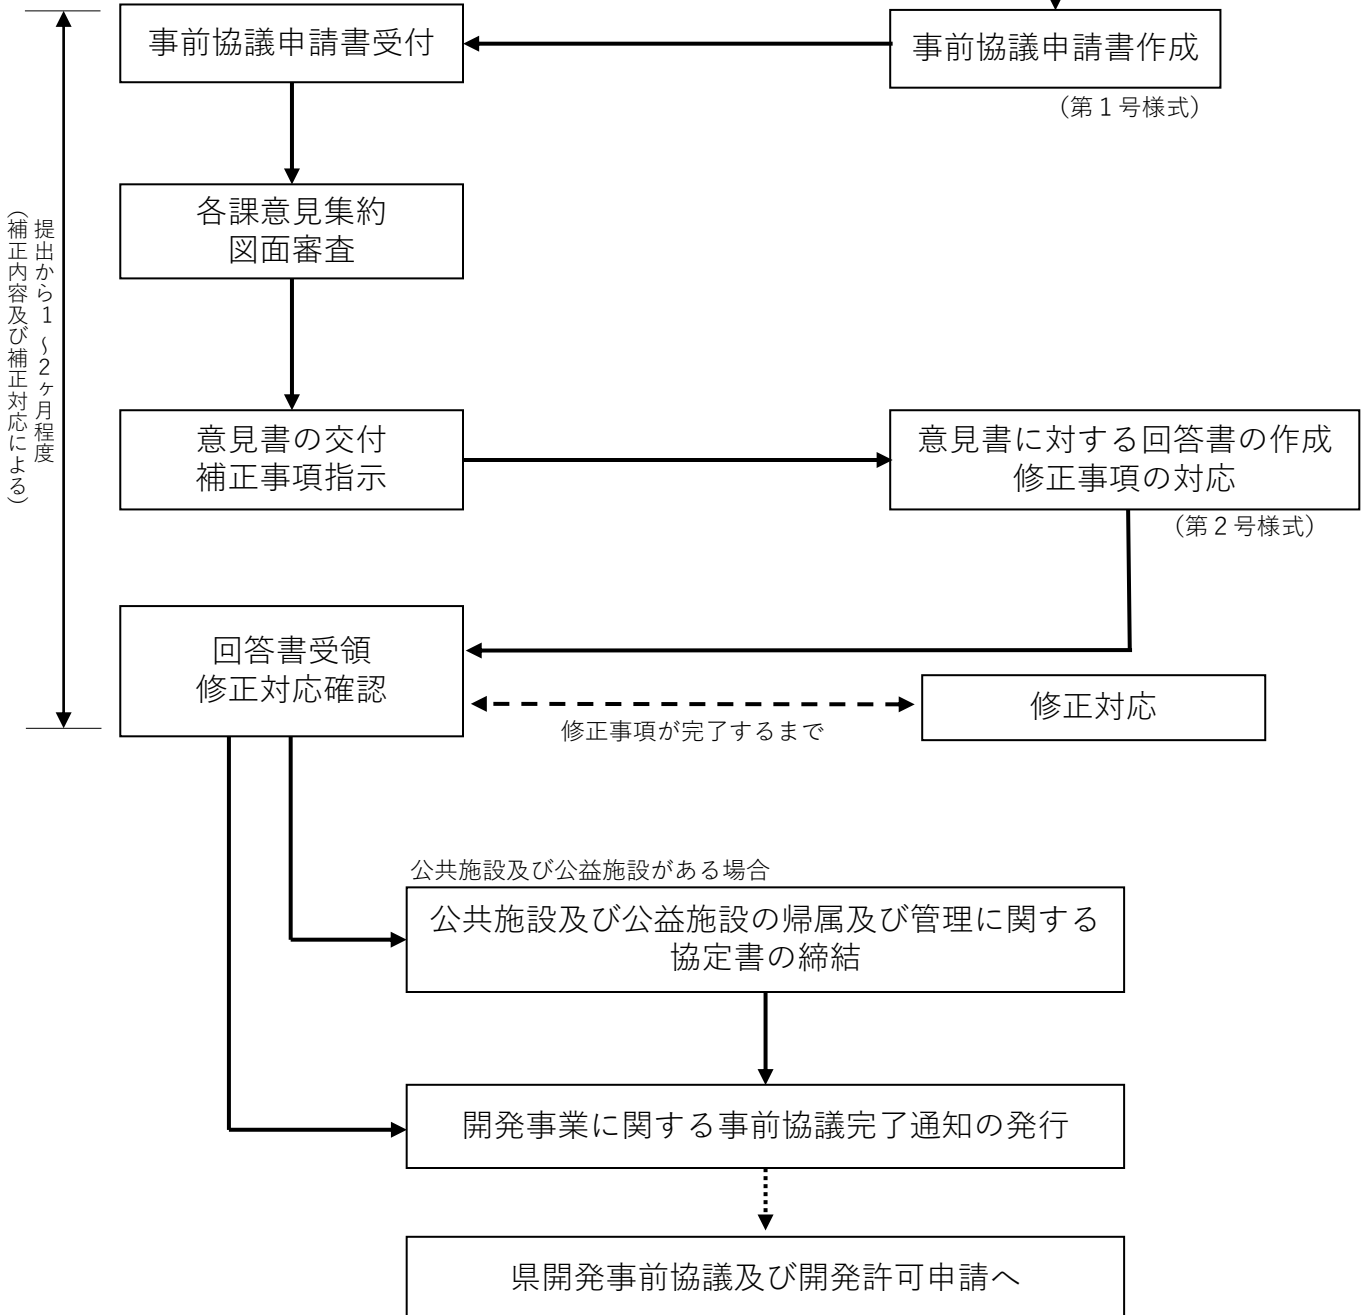 事前協議申請書受付
事前協議申請書作成
（第１号様式）
各課意見集約
図面審査
提出から１～２ヶ月程度
（補正内容及び補正対応による）
意見書の交付
補正事項指示
意見書に対する回答書の作成
修正事項の対応
（第２号様式）
回答書受領
修正対応確認
修正対応
修正事項が完了するまで
公共施設及び公益施設がある場合
公共施設及び公益施設の帰属及び管理に関する
協定書の締結
開発事業に関する事前協議完了通知の発行
県開発事前協議及び開発許可申請へ